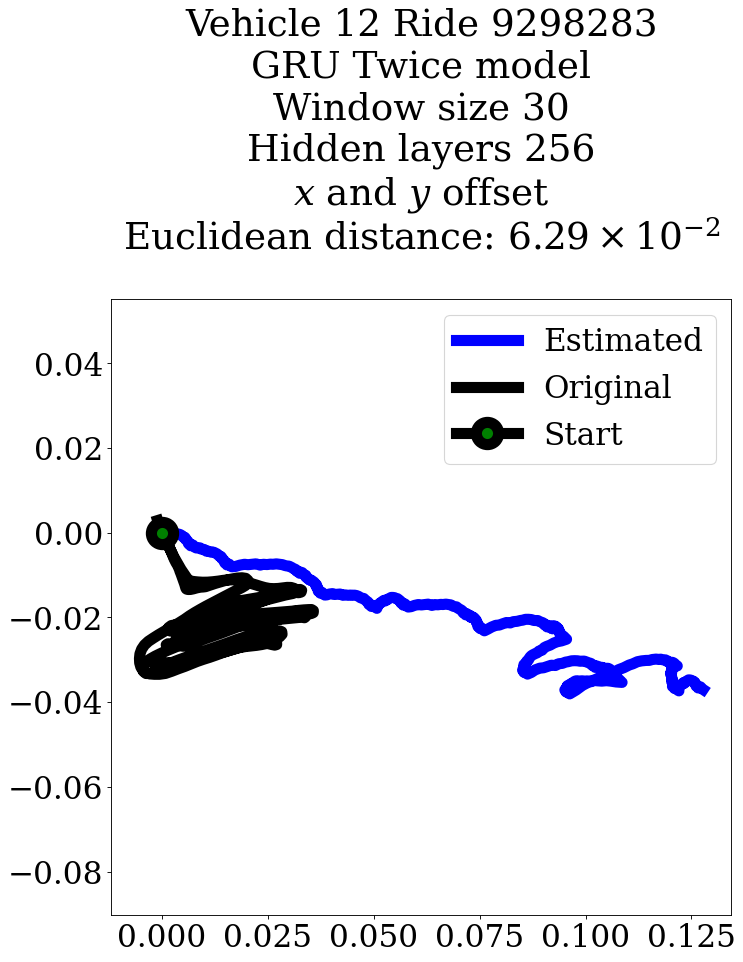 Vehicle 12 Ride 9298283
GRU Twice model
Window size 30
Hidden layers 256
x and y offset
Euclidean distance: 6.29 × 10⁻²
Estimated
Original
Start
0.04
0.02
0.00
−0.02
−0.04
−0.06
−0.08
0.000 0.025 0.050 0.075 0.100 0.125